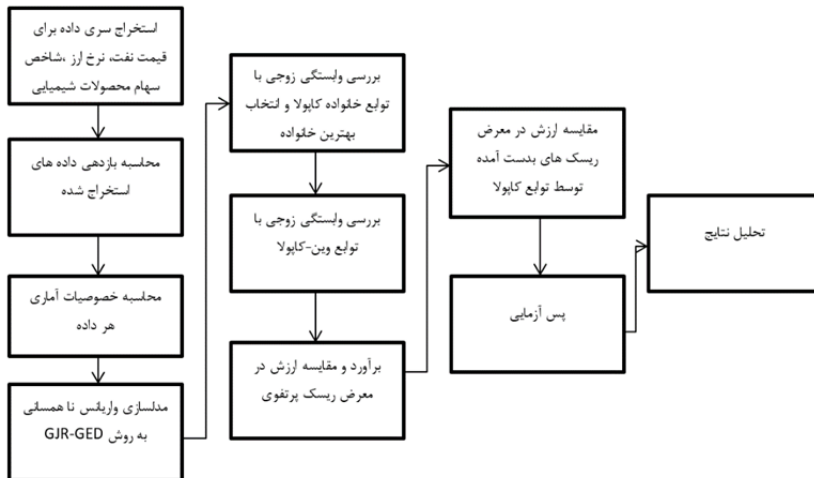 استخراج سری داده برای
قیمت نفت، نرخ ارز ،شاخص
سهام محصولات شیمیایی
محاسبه بازدهی داده های
استخراج شده
محاسبه خصوصیات آماری
هر داده
مدلسازی واریانس نا همسانی
به روش GJR-GED
بررسی وابستگی زوجی با
توابع خانواده کاپولا و انتخاب
بهترین خانواده
بررسی وابستگی زوجی با
توابع وین-کاپولا
برآورد و مقایسه ارزش در
معرض ریسک پرتفوی
مقایسه ارزش در معرض
ریسک های بدست آمده
توسط توابع کاپولا
پس آزمایی
تحلیل نتایج